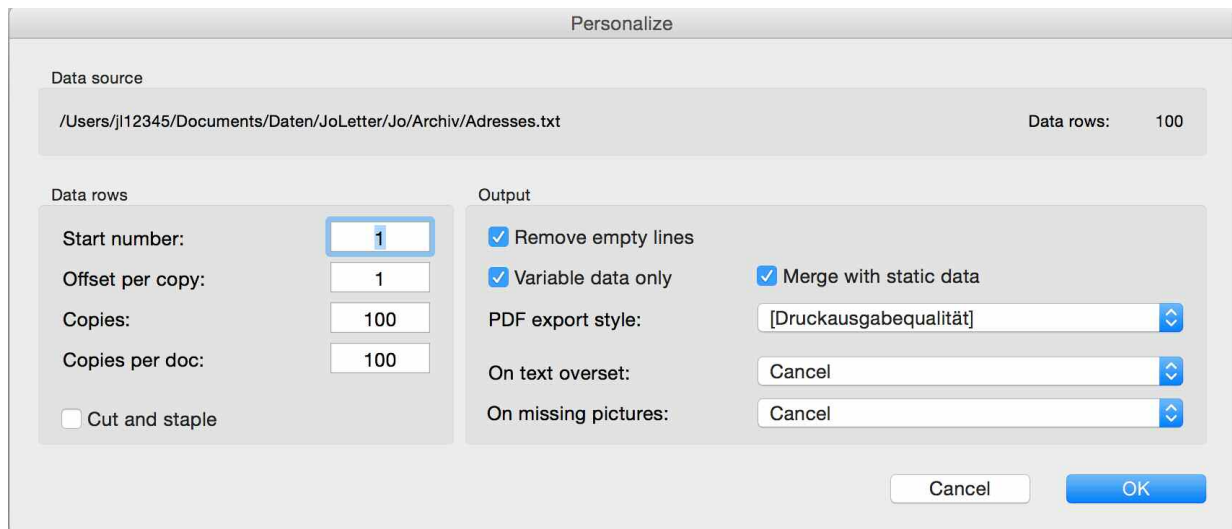 Personalize
Data source
/Users/jl12345/Documents/Daten/JoLetter/Jo/Archiv/Adresses.txt Data rows: 100
Data rows
Start number: 1
Offset per copy: 1
Copies: 100
Copies per doc: 100
Cut and staple
Output
Remove empty lines
Variable data only Merge with static data
PDF export style: [Druckausgabequalität]
On text overset: Cancel
On missing pictures: Cancel
Cancel OK